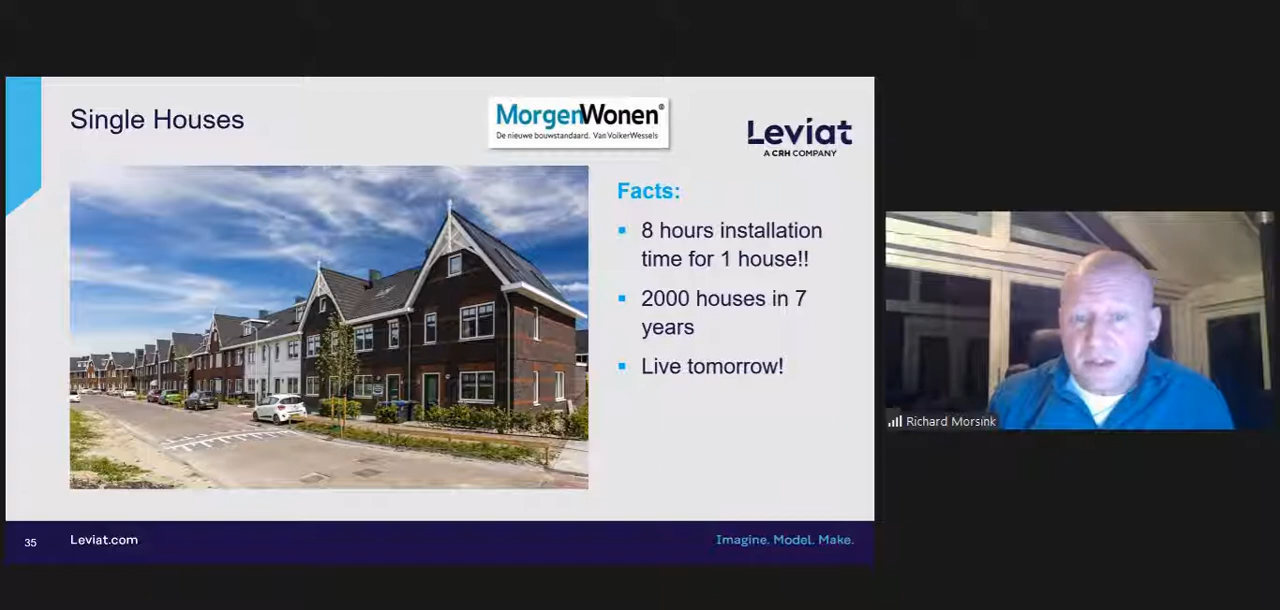 Single Houses
MorgenWonen®
De nieuwe bouwstandaard. Van VolkerWessels
Leviat
A CRH COMPANY
Facts:
8 hours installation
time for 1 house!!
2000 houses in 7
years
Live tomorrow!
Richard Morsink
35
Leviat.com
Imagine. Model. Make.